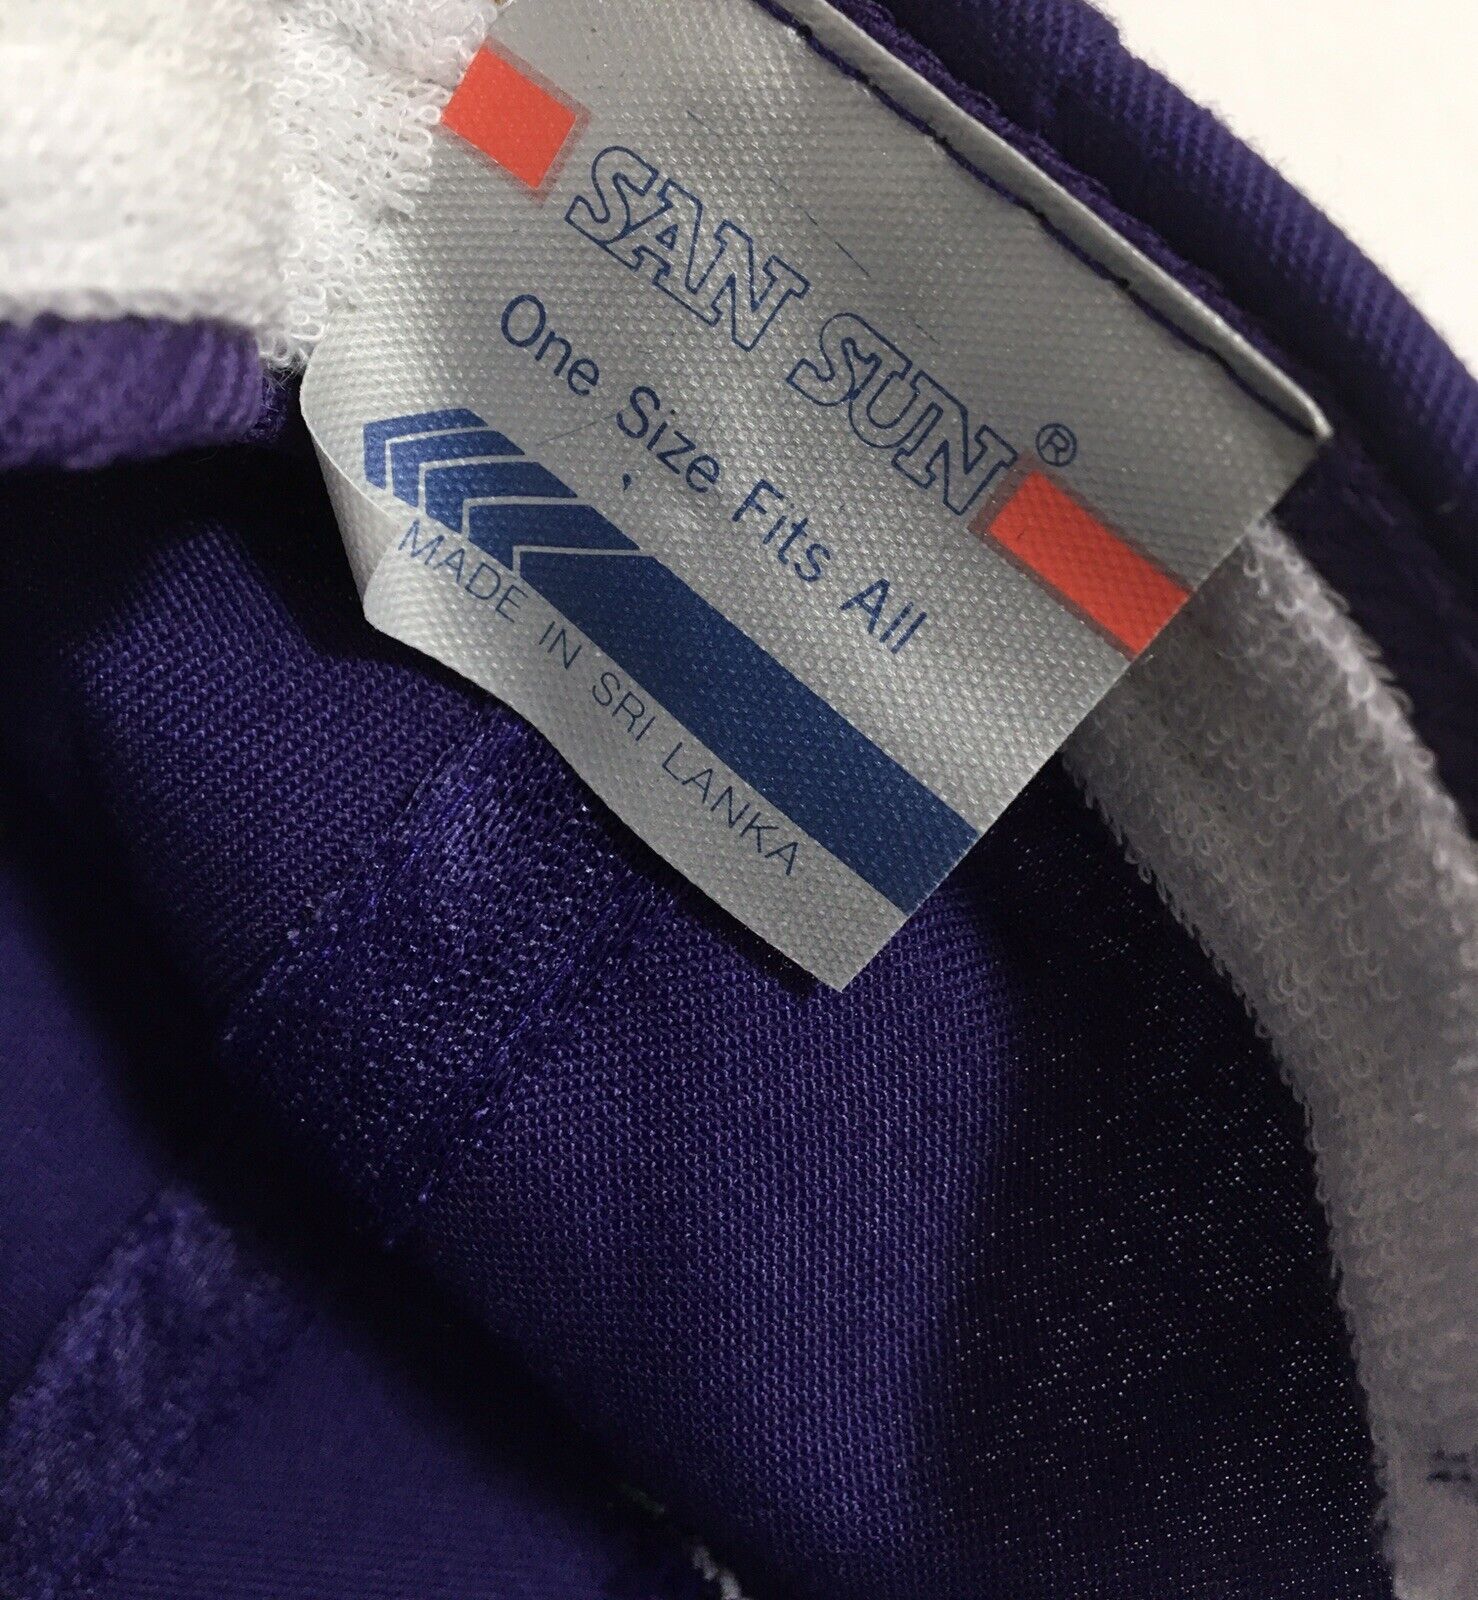 SAN SUN®
One Size Fits All
MADE IN SRI LANKA